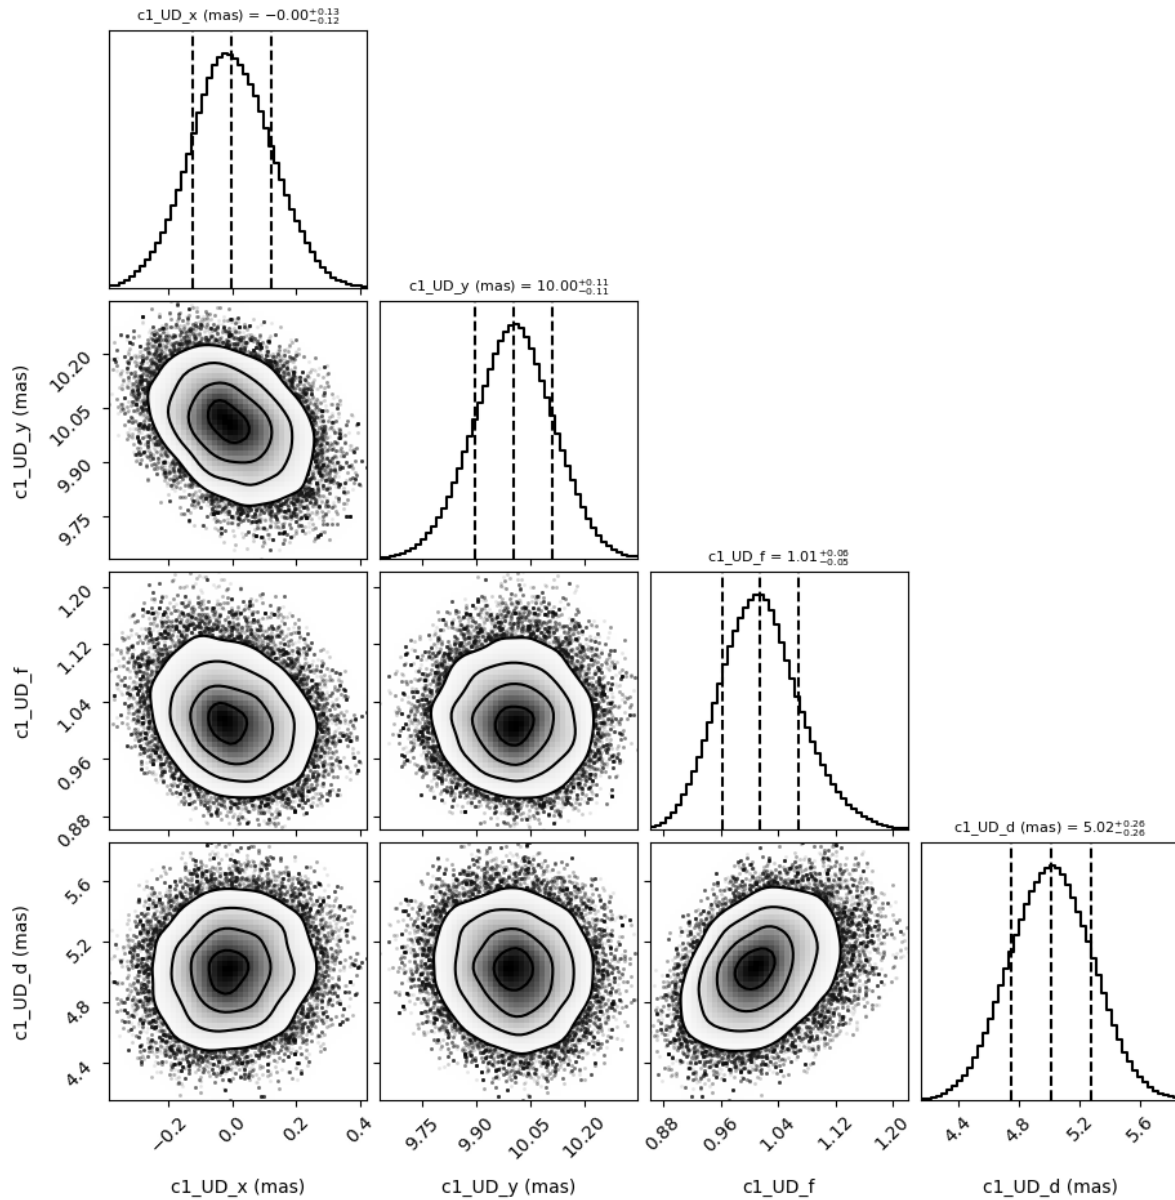 c1_UD_x (mas) = −0.00+0.13−0.12
c1_UD_y (mas) = 10.00+0.11−0.11
c1_UD_y (mas)
10.20
10.05
9.90
9.75
c1_UD_f = 1.01+0.06−0.05
c1_UD_f
1.20
1.12
1.04
0.96
0.88
c1_UD_d (mas) = 5.02+0.26−0.26
c1_UD_d (mas)
5.6
5.2
4.8
4.4
−0.2 0.0 0.2 0.4
9.75 9.90 10.05 10.20
0.88 0.96 1.04 1.12 1.20
4.4 4.8 5.2 5.6
c1_UD_x (mas) c1_UD_y (mas) c1_UD_f c1_UD_d (mas)